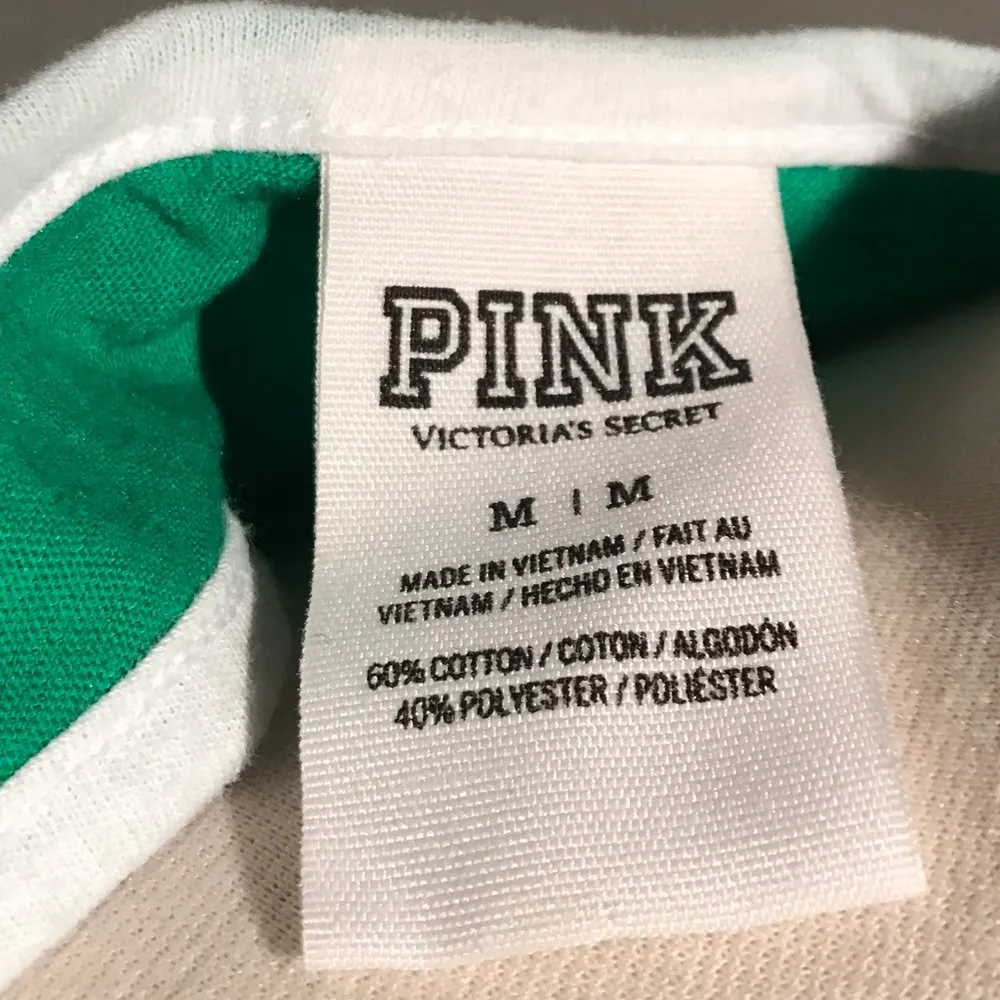 PINK
VICTORIA'S SECRET
M | M
MADE IN VIETNAM / FAIT AU
VIETNAM / HECHO EN VIETNAM
60% COTTON / COTON / ALGODÓN
40% POLYESTER / POLIÉSTER